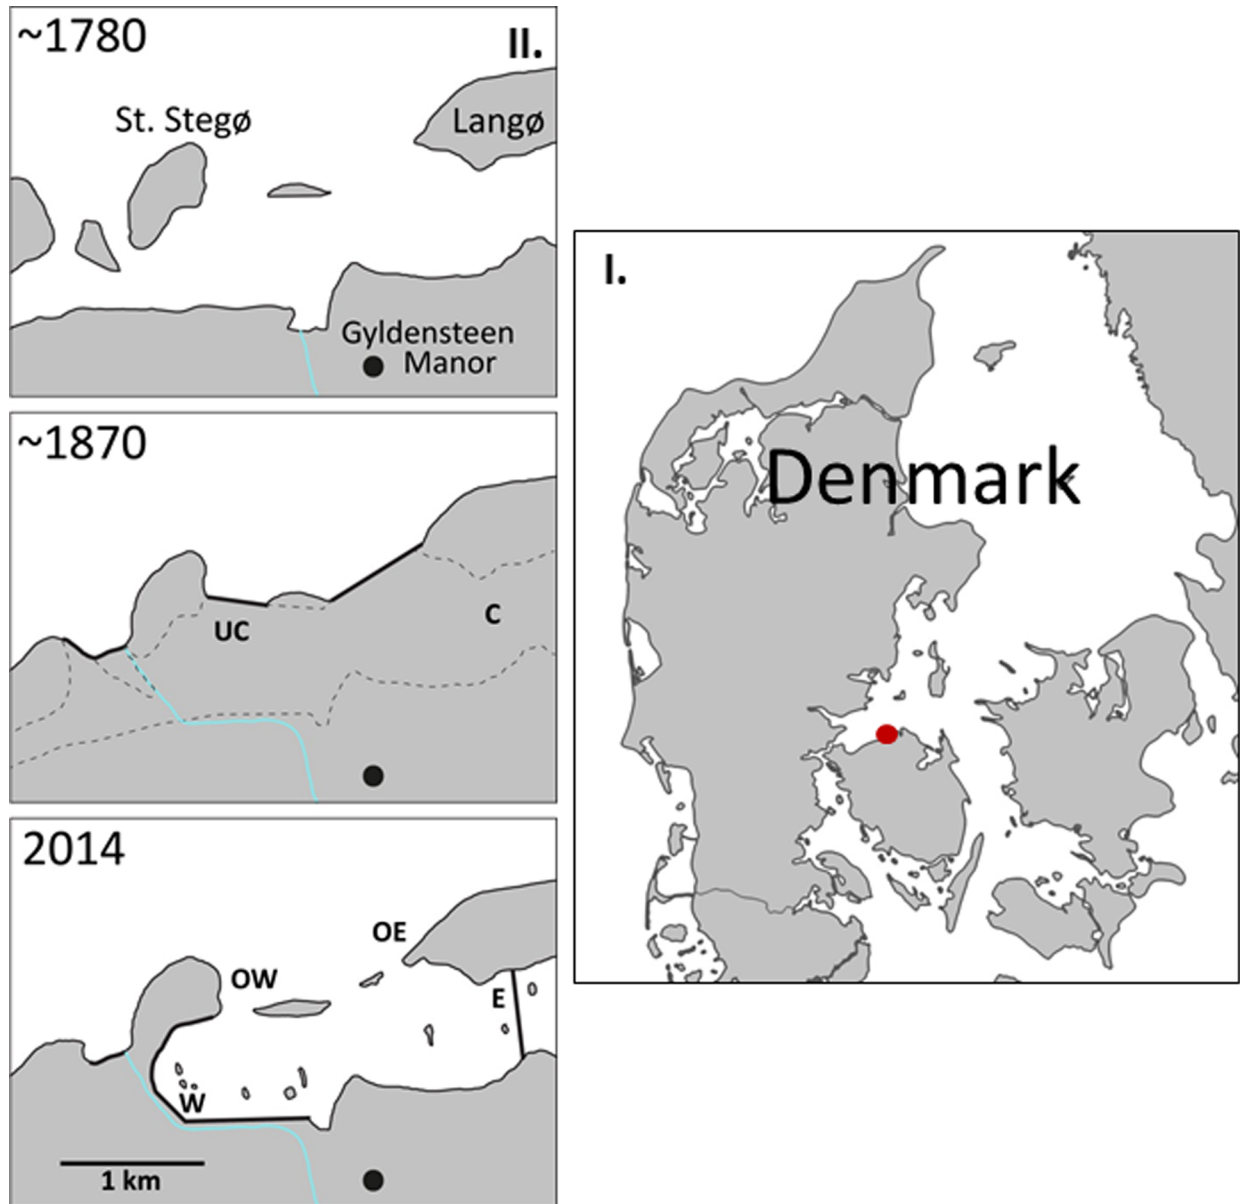 ~1780
II.
St. Stegø
Langø
Gyldensteen
Manor
~1870
UC
C
2014
OE
OW
E
W
1 km
I.
Denmark